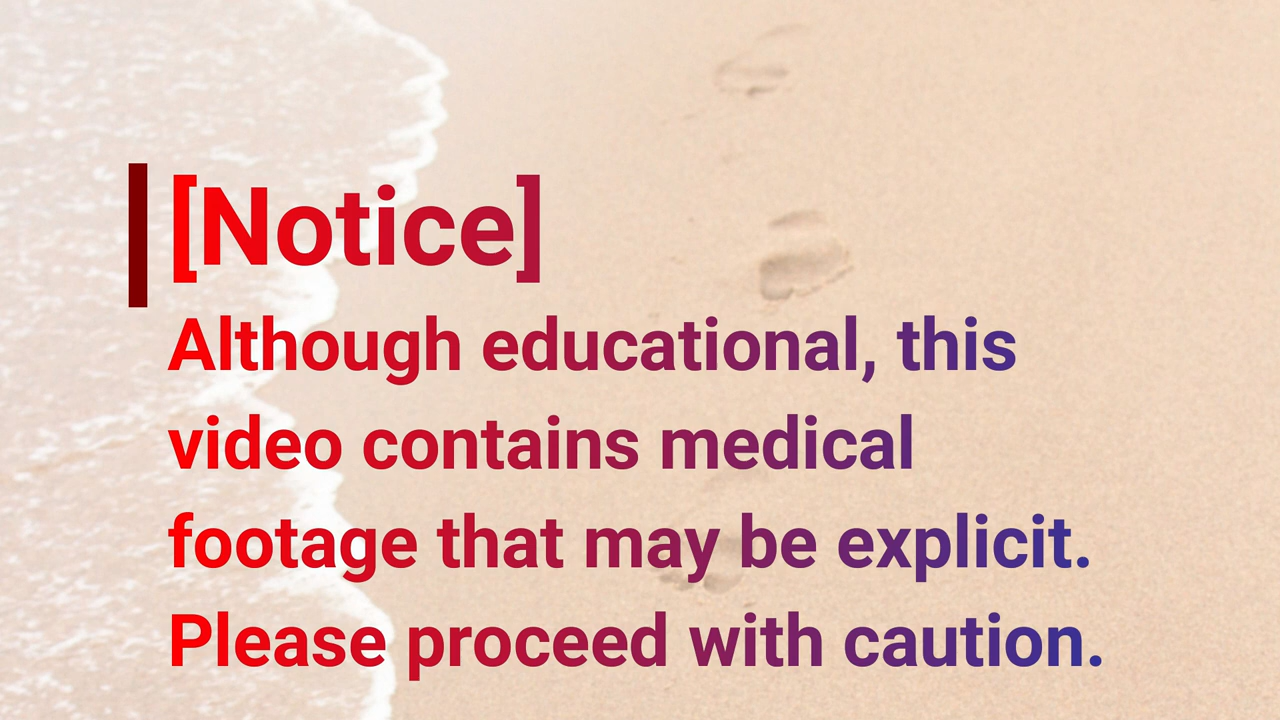 [Notice]
Although educational, this
video contains medical
footage that may be explicit.
Please proceed with caution.